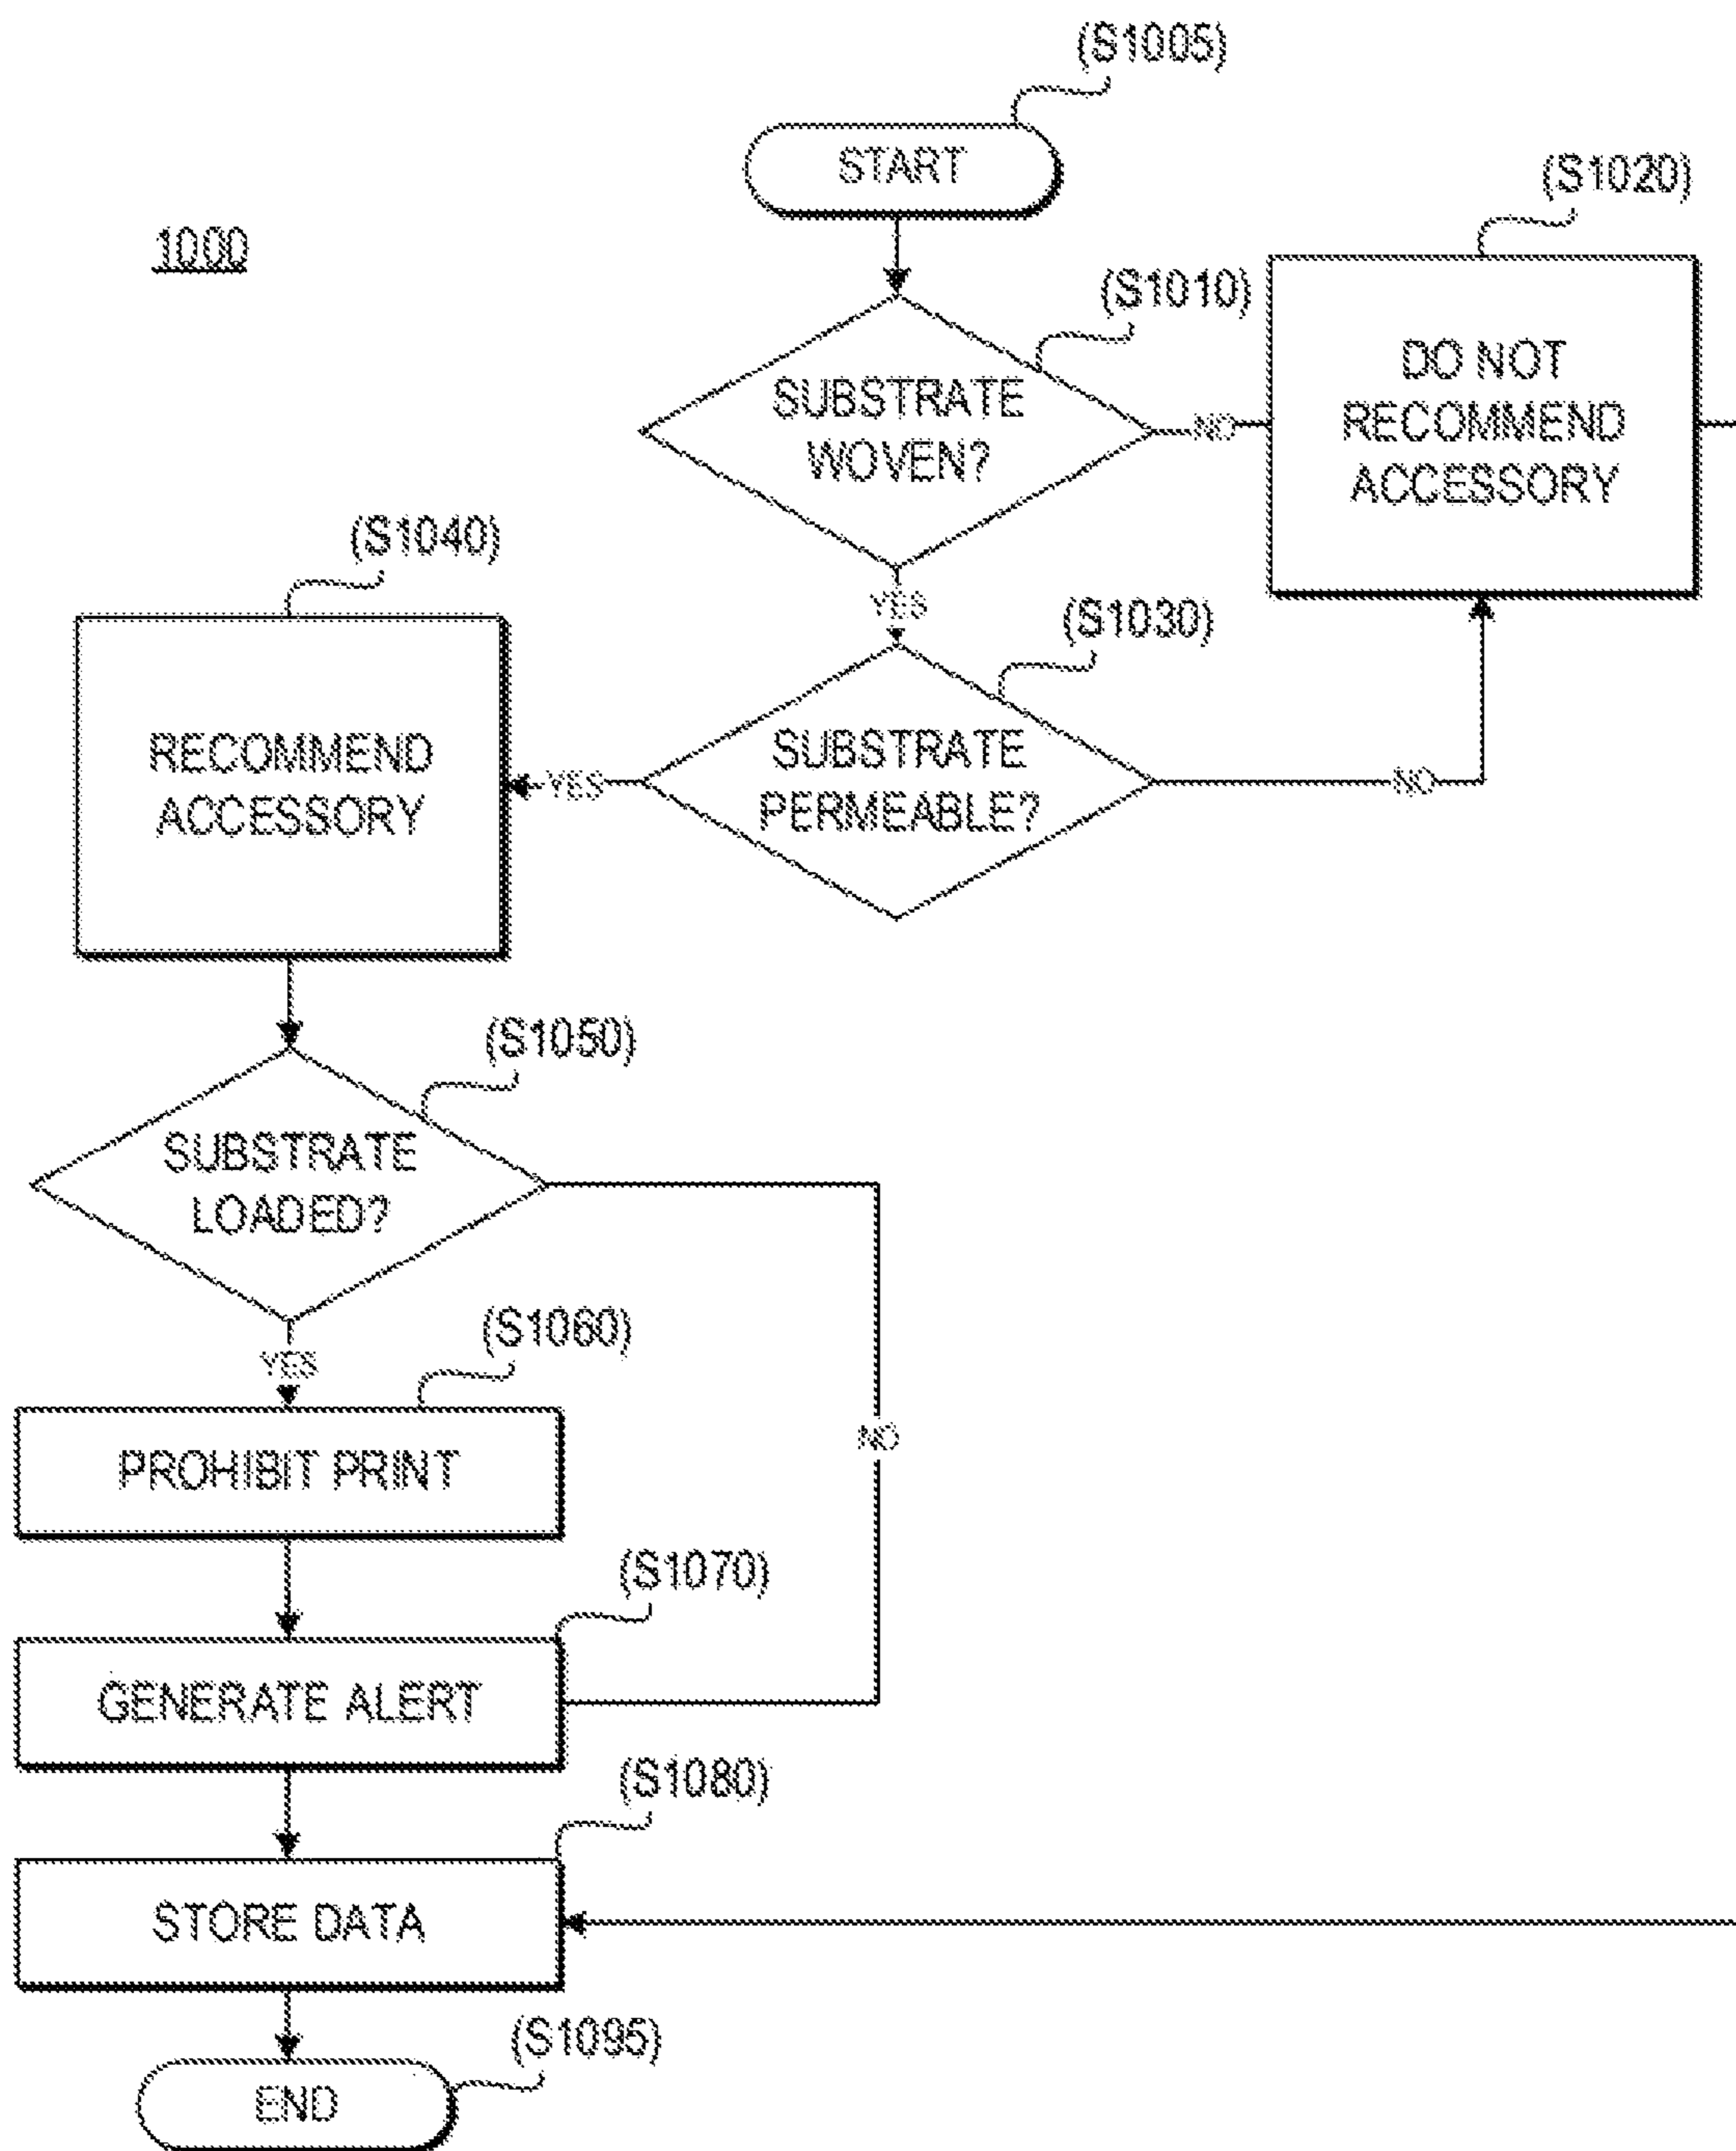 (S1005)
START
(S1020)
1000
(S1010)
SUBSTRATE
WOVEN?
NO
DO NOT
RECOMMEND
ACCESSORY
(S1040)
YES
(S1030)
RECOMMEND
ACCESSORY
YES
SUBSTRATE
PERMEABLE?
NO
(S1050)
SUBSTRATE
LOADED?
(S1060)
YES
NO
PROHIBIT PRINT
(S1070)
GENERATE ALERT
(S1080)
STORE DATA
(S1095)
END